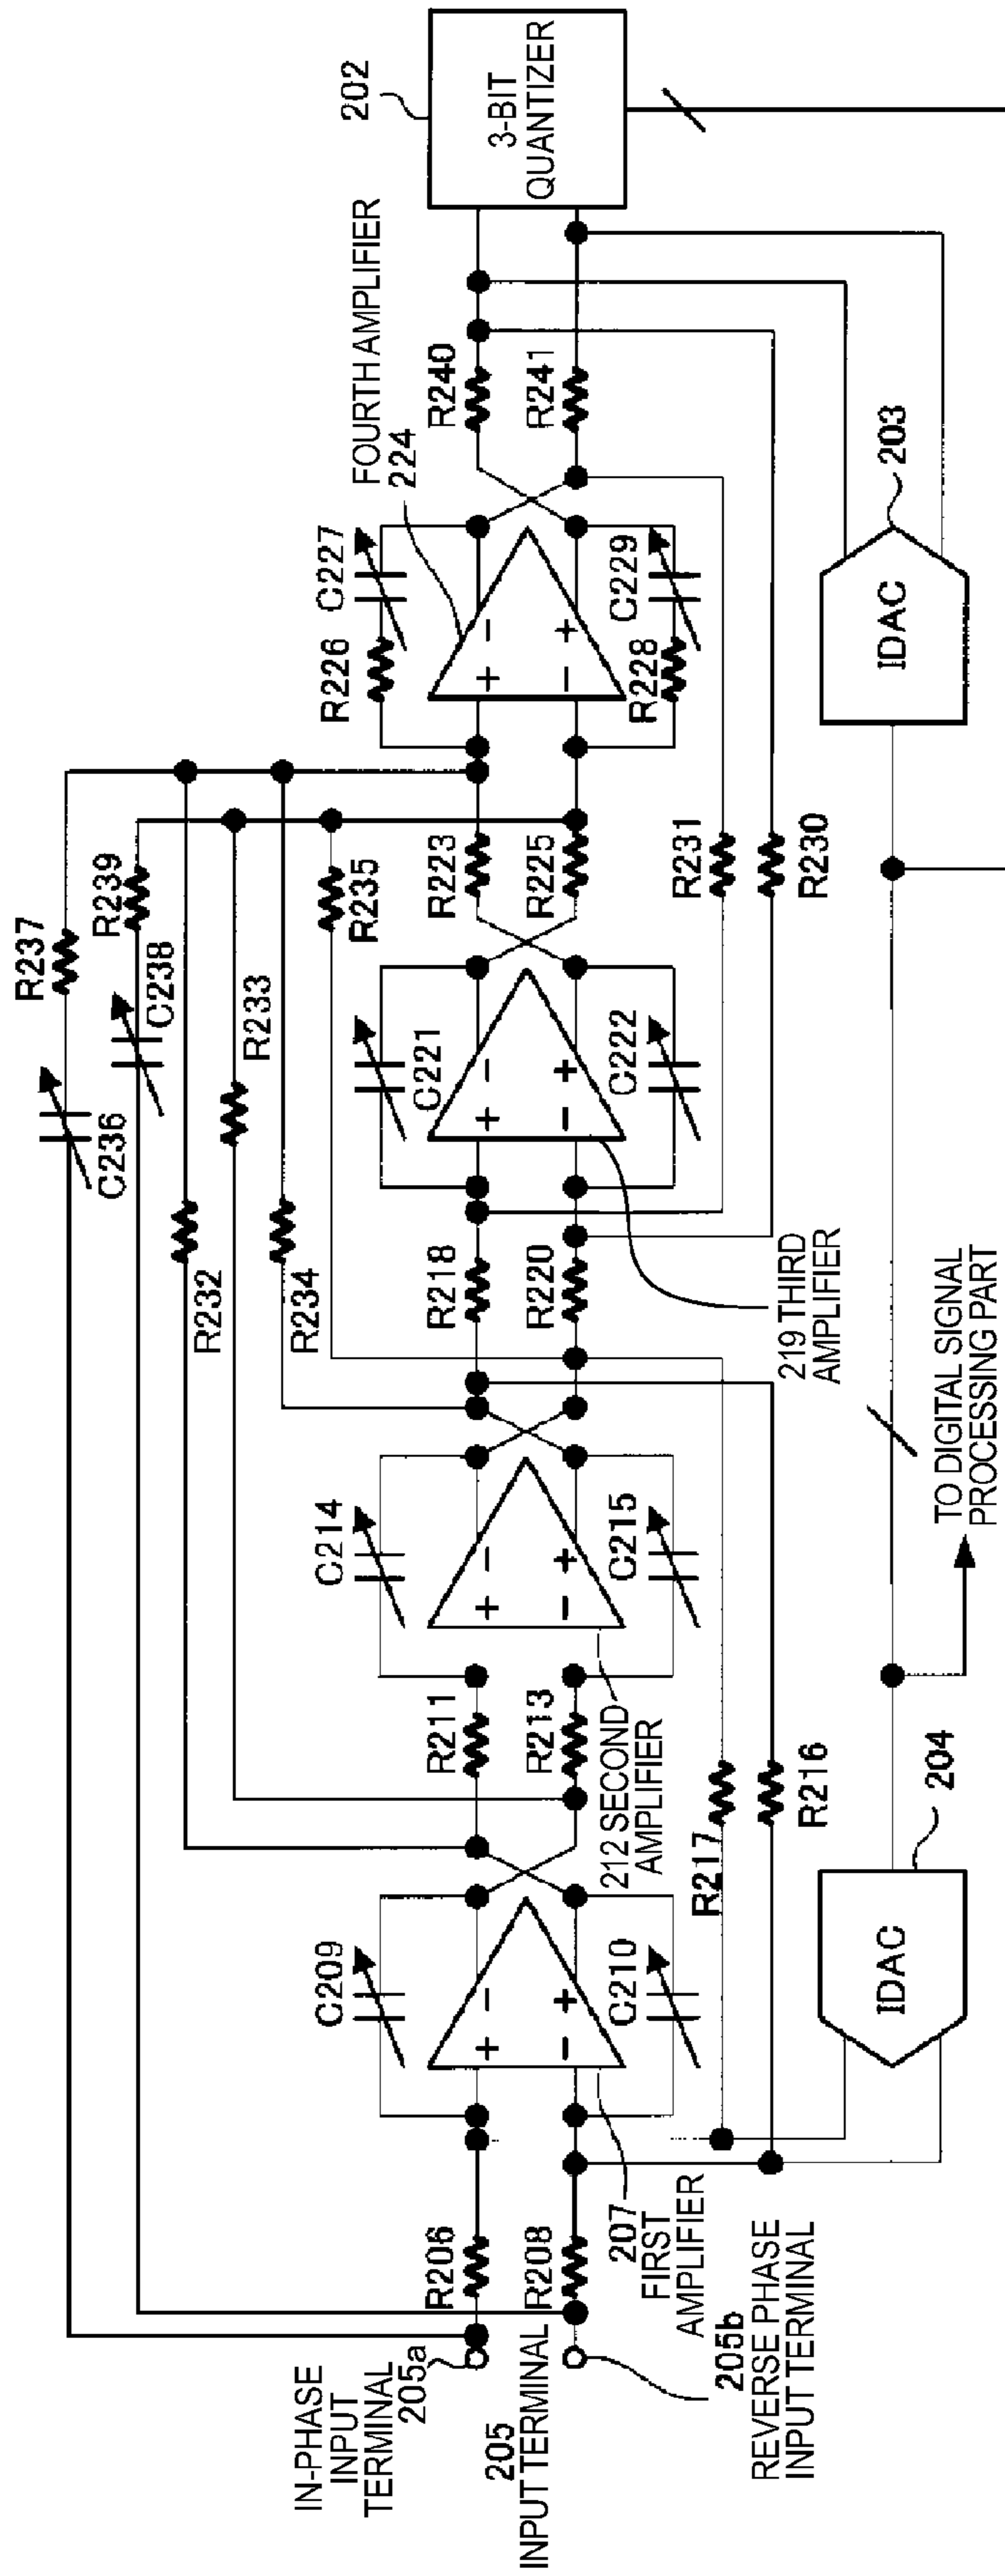 IN-PHASE
INPUT
TERMINAL
205a
205
INPUT TERMINAL
205b
REVERSE PHASE
INPUT TERMINAL
R206
R208
207
FIRST
AMPLIFIER
C209
C210
R211
R213
212 SECOND
AMPLIFIER
C214
C215
R217
R216
204
IDAC
TO DIGITAL SIGNAL
PROCESSING PART
R218
R220
219 THIRD
AMPLIFIER
C221
C222
R223
R225
R231
R230
R232
R234
R233
R235
C236
R237
C238
R239
R226
C227
R228
C229
FOURTH AMPLIFIER
224
R240
R241
203
IDAC
202
3-BIT
QUANTIZER
+
−
−
+
+
−
−
+
+
−
−
+
+
−
−
+